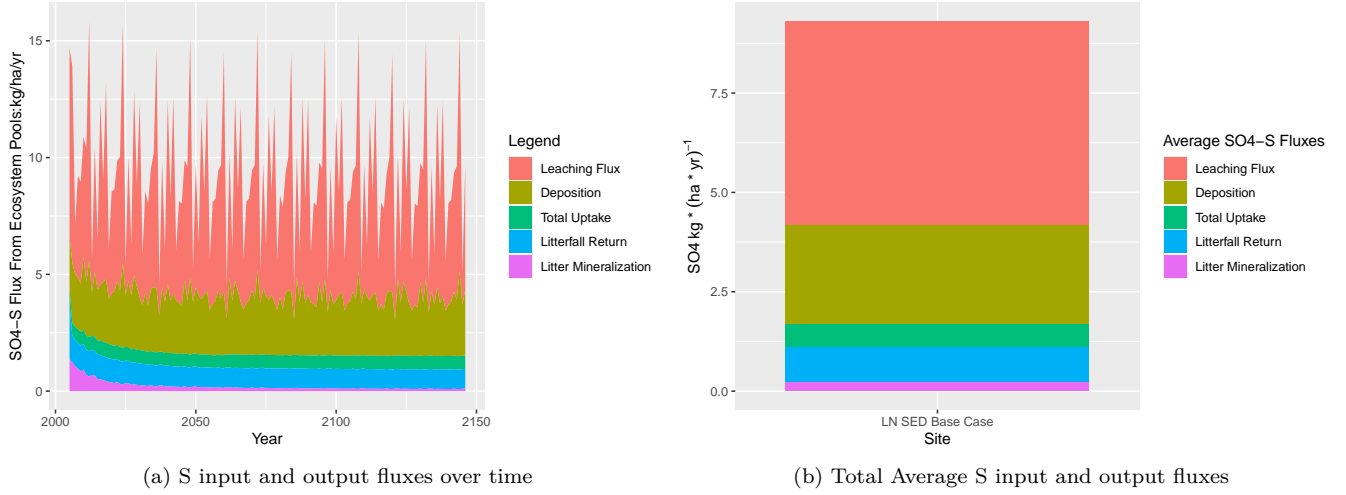 SO4−S Flux From Ecosystem Pools:kg/ha/yr
15
10
5
0
2000
2050
2100
2150
Year
Legend
Leaching Flux
Deposition
Total Uptake
Litterfall Return
Litter Mineralization
(a) S input and output fluxes over time
SO4 kg * (ha * yr)⁻¹
7.5
5.0
2.5
0.0
LN SED Base Case
Site
Average SO4−S Fluxes
Leaching Flux
Deposition
Total Uptake
Litterfall Return
Litter Mineralization
(b) Total Average S input and output fluxes